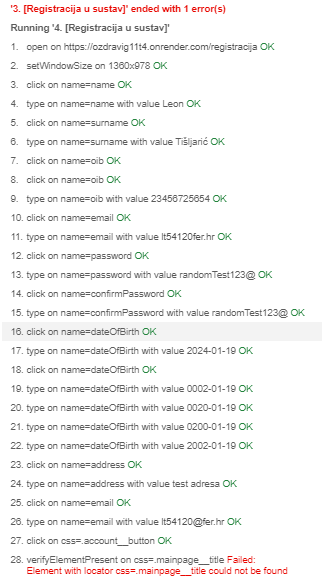 '3. [Registracija u sustav]' ended with 1 error(s)
Running '4. [Registracija u sustav]'
1. open on https://ozdravig11t4.onrender.com/registracija OK
2. setWindowSize on 1360x978 OK
3. click on name=name OK
4. type on name=name with value Leon OK
5. click on name=surname OK
6. type on name=surname with value Tišljarić OK
7. click on name=oib OK
8. click on name=oib OK
9. type on name=oib with value 23456725654 OK
10. click on name=email OK
11. type on name=email with value lt54120fer.hr OK
12. click on name=password OK
13. type on name=password with value randomTest123@ OK
14. click on name=confirmPassword OK
15. type on name=confirmPassword with value randomTest123@ OK
16. click on name=dateOfBirth OK
17. type on name=dateOfBirth with value 2024-01-19 OK
18. click on name=dateOfBirth OK
19. type on name=dateOfBirth with value 0002-01-19 OK
20. type on name=dateOfBirth with value 0020-01-19 OK
21. type on name=dateOfBirth with value 0200-01-19 OK
22. type on name=dateOfBirth with value 2002-01-19 OK
23. click on name=address OK
24. type on name=address with value test adresa OK
25. click on name=email OK
26. type on name=email with value lt54120@fer.hr OK
27. click on css=.account__button OK
28. verifyElementPresent on css=.mainpage__title Failed:
Element with locator css=.mainpage__title could not be found